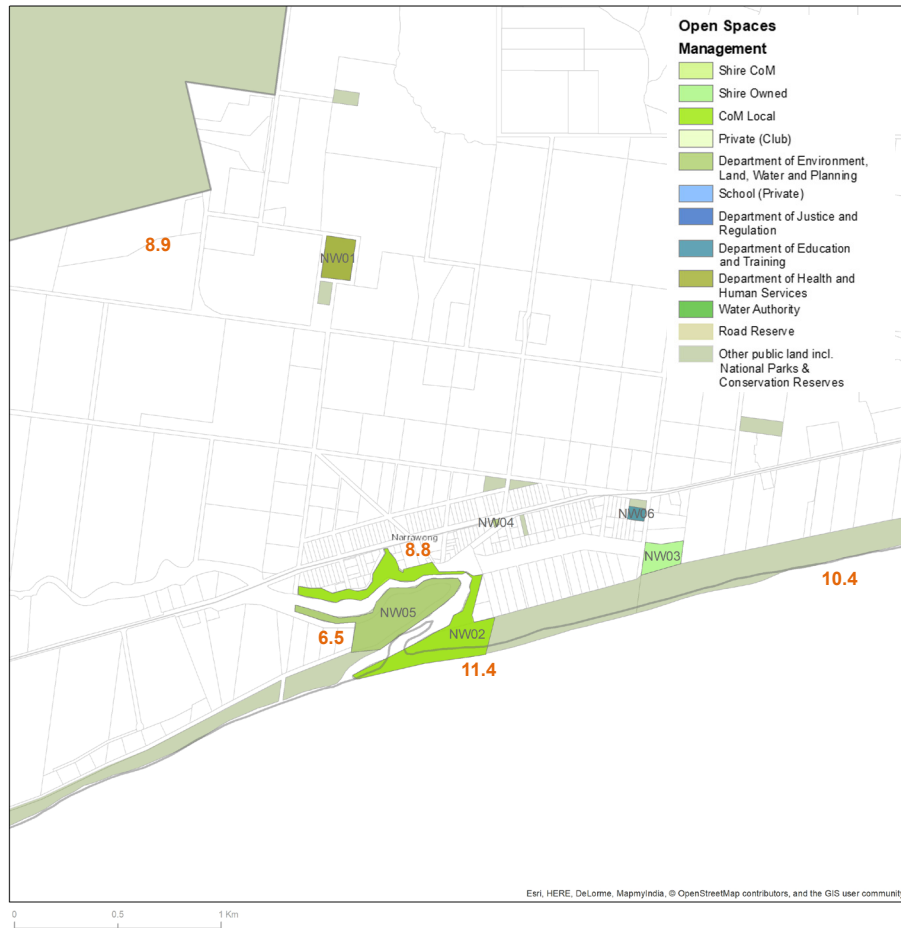 Open Spaces
Management
Shire CoM
Shire Owned
CoM Local
Private (Club)
Department of Environment,
Land, Water and Planning
School (Private)
Department of Justice and
Regulation
Department of Education
and Training
Department of Health and
Human Services
Water Authority
Road Reserve
Other public land incl.
National Parks &
Conservation Reserves
8.9
NW01
NW04
NW06
Narrawong
8.8
NW03
10.4
NW05
6.5
NW02
11.4
Esri, HERE, DeLorme, MapmyIndia, © OpenStreetMap contributors, and the GIS user community
0 0.5 1 Km